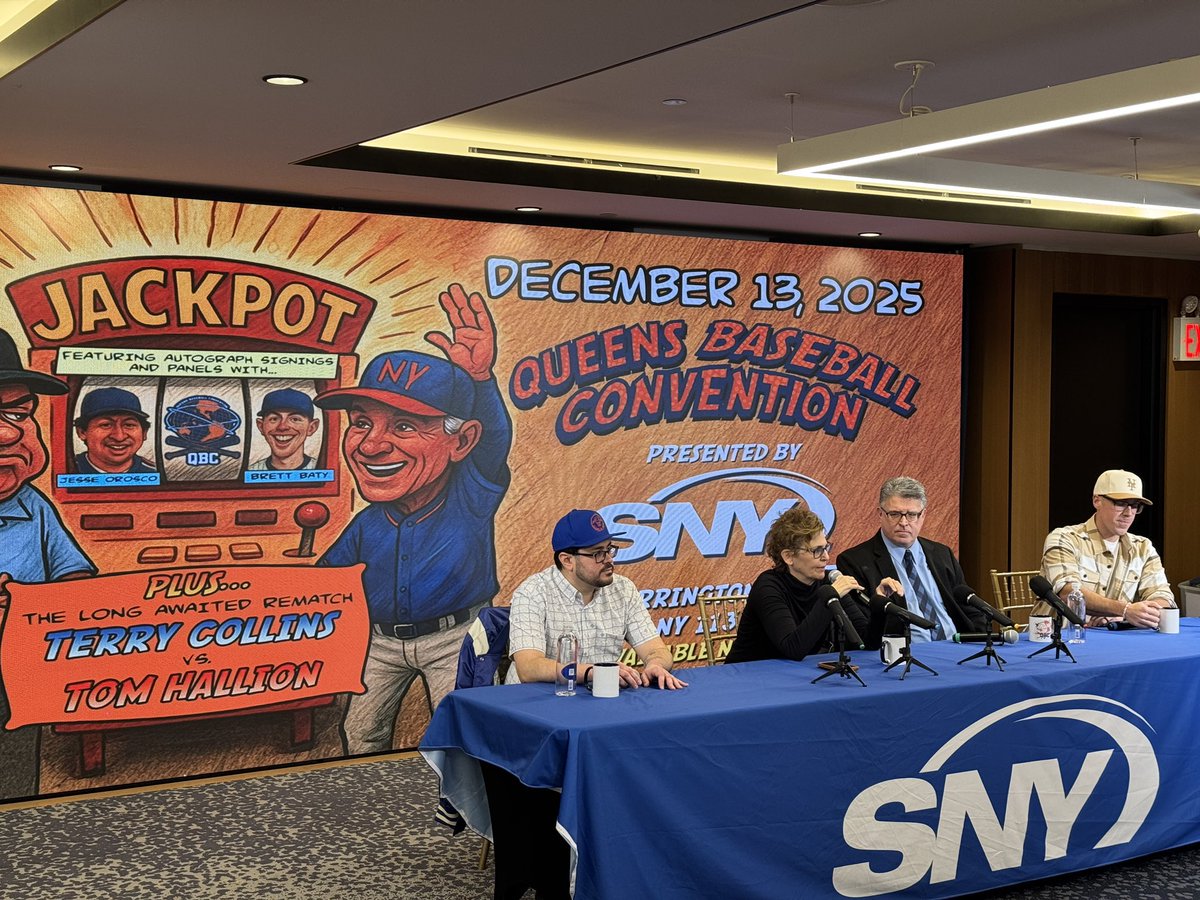 JACKPOT
FEATURING AUTOGRAPH SIGNINGS
AND PANELS WITH...
QBC
JESSE OROSCO
BRETT BATY
NY
PLUS...
THE LONG AWAITED REMATCH
TERRY COLLINS
VS.
TOM HALLION
DECEMBER 13, 2025
QUEENS BASEBALL
CONVENTION
PRESENTED BY
SNY
SNY